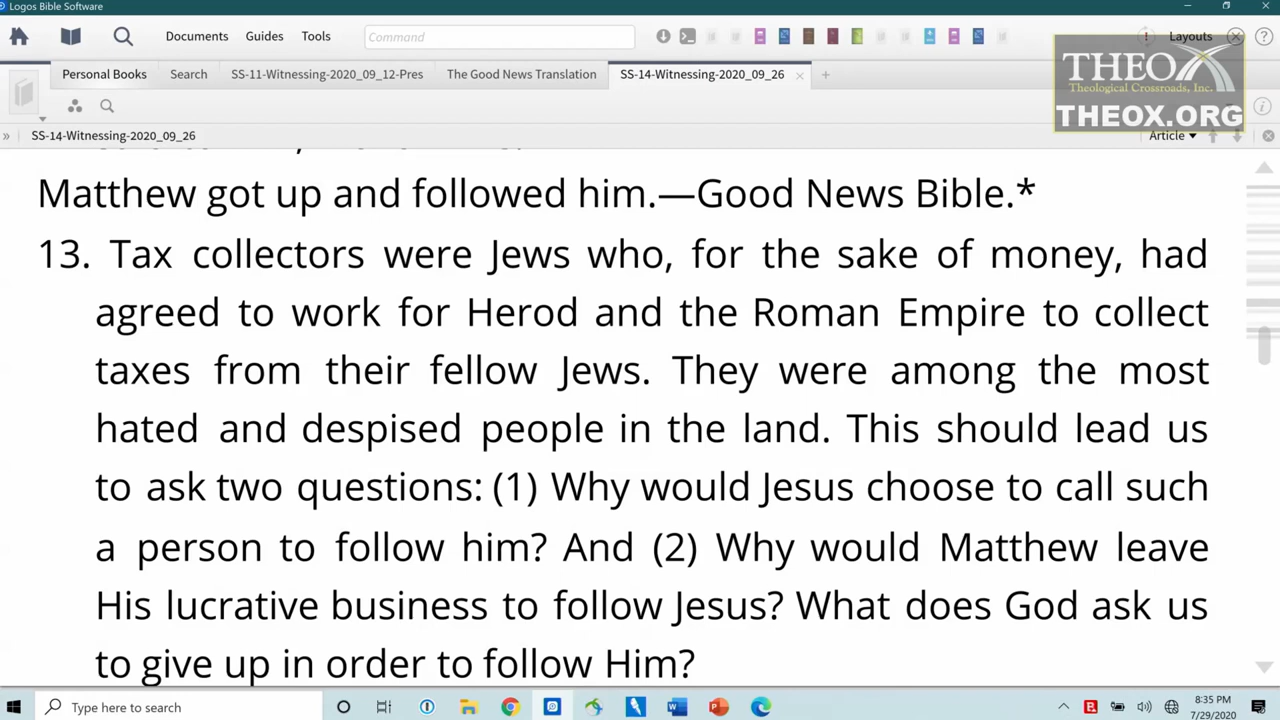 Logos Bible Software
Documents Guides Tools Command Layouts
Personal Books Search SS-11-Witnessing-2020_09_12-Pres The Good News Translation SS-14-Witnessing-2020_09_26
THEOX
Theological Crossroads, Inc.
THEOX.ORG
SS-14-Witnessing-2020_09_26 Article
Matthew got up and followed him.—Good News Bible.*
13. Tax collectors were Jews who, for the sake of money, had
agreed to work for Herod and the Roman Empire to collect
taxes from their fellow Jews. They were among the most
hated and despised people in the land. This should lead us
to ask two questions: (1) Why would Jesus choose to call such
a person to follow him? And (2) Why would Matthew leave
His lucrative business to follow Jesus? What does God ask us
to give up in order to follow Him?
Type here to search
8:35 PM
7/29/2020